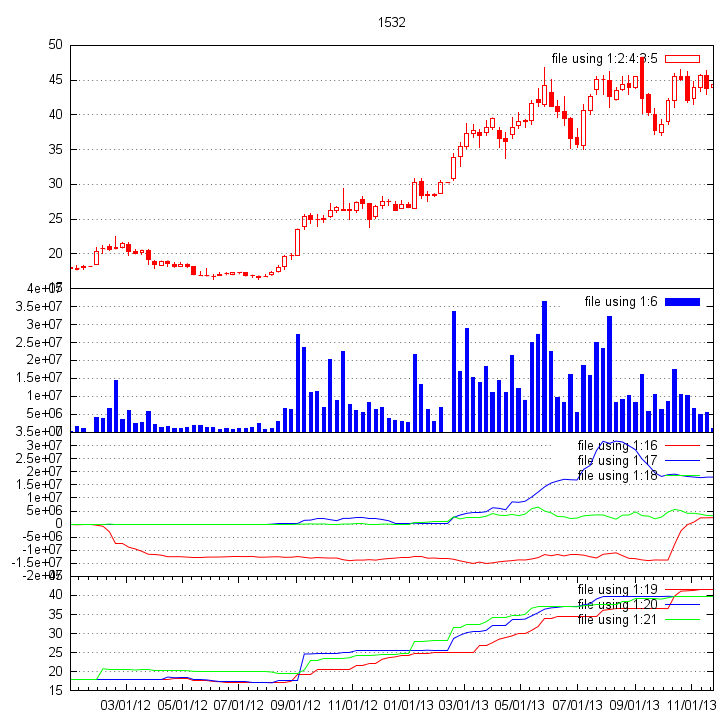 1532
50
file using 1:2:4:3:5
45
40
35
30
25
20
15
4e+07
file using 1:6
3.5e+07
3e+07
2.5e+07
2e+07
1.5e+07
1e+07
5e+06
0
3.5e+07
file using 1:16
3e+07
file using 1:17
2.5e+07
file using 1:18
2e+07
1.5e+07
1e+07
5e+06
0
-5e+06
-1e+07
-1.5e+07
-2e+07
45
file using 1:19
40
file using 1:20
35
file using 1:21
30
25
20
15
03/01/12 05/01/12 07/01/12 09/01/12 11/01/12 01/01/13 03/01/13 05/01/13 07/01/13 09/01/13 11/01/13